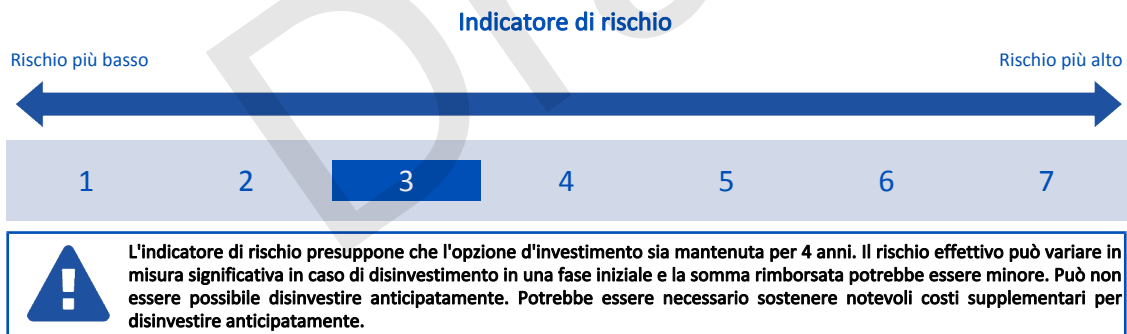 Indicatore di rischio
Rischio più basso
Rischio più alto
1 2 3 4 5 6 7
L'indicatore di rischio presuppone che l'opzione d'investimento sia mantenuta per 4 anni. Il rischio effettivo può variare in
misura significativa in caso di disinvestimento in una fase iniziale e la somma rimborsata potrebbe essere minore. Può non
essere possibile disinvestire anticipatamente. Potrebbe essere necessario sostenere notevoli costi supplementari per
disinvestire anticipatamente.